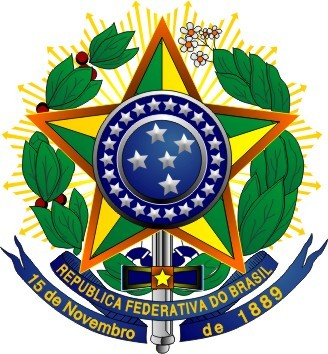 REPUBLICA FEDERATIVA DO BRASIL
15 de Novembro de 1889